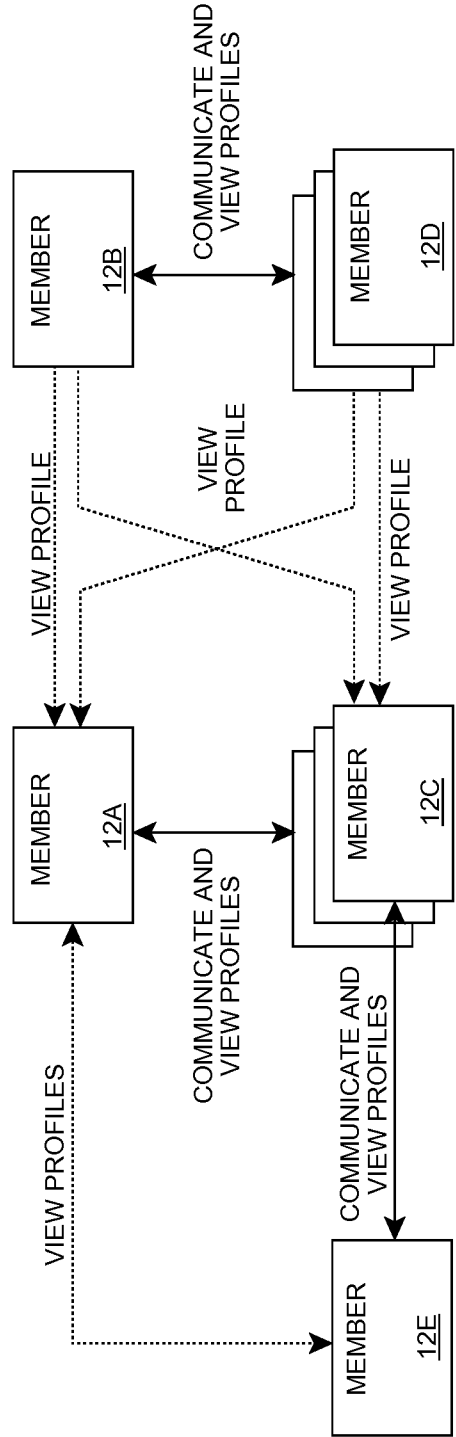 VIEW PROFILES
MEMBER
12A
VIEW PROFILE
MEMBER
12B
COMMUNICATE AND
VIEW PROFILES
VIEW
PROFILE
COMMUNICATE AND
VIEW PROFILES
MEMBER
12E
COMMUNICATE AND
VIEW PROFILES
MEMBER
12C
VIEW PROFILE
MEMBER
12D